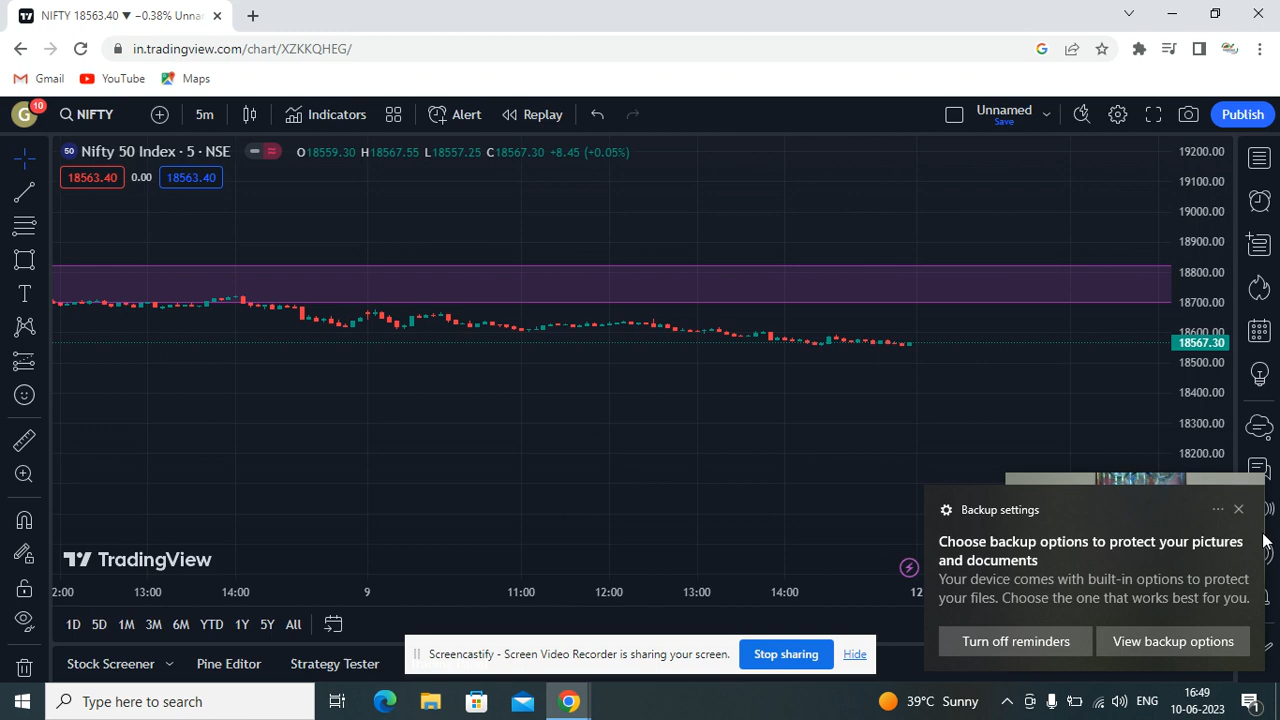 NIFTY 18563.40 ▼ −0.38% Unna
in.tradingview.com/chart/XZKKQHEG/
Gmail YouTube Maps
G 10 NIFTY 5m Indicators Alert Replay Unnamed Save Publish
50 Nifty 50 Index · 5 · NSE O18559.30 H18567.55 L18557.25 C18567.30 +8.45 (+0.05%)
18563.40 0.00 18563.40
19200.00
19100.00
19000.00
18900.00
18800.00
18700.00
18600.00
18567.30
18500.00
18400.00
18300.00
18200.00
Backup settings
Choose backup options to protect your pictures
and documents
Your device comes with built-in options to protect
your files. Choose the one that works best for you.
Turn off reminders View backup options
TradingView
2:00 13:00 14:00 9 11:00 12:00 13:00 14:00 12
1D 5D 1M 3M 6M YTD 1Y 5Y All
Screencastify - Screen Video Recorder is sharing your screen. Stop sharing Hide
Stock Screener Pine Editor Strategy Tester
Type here to search
39°C Sunny ENG 16:49
10-06-2023 1